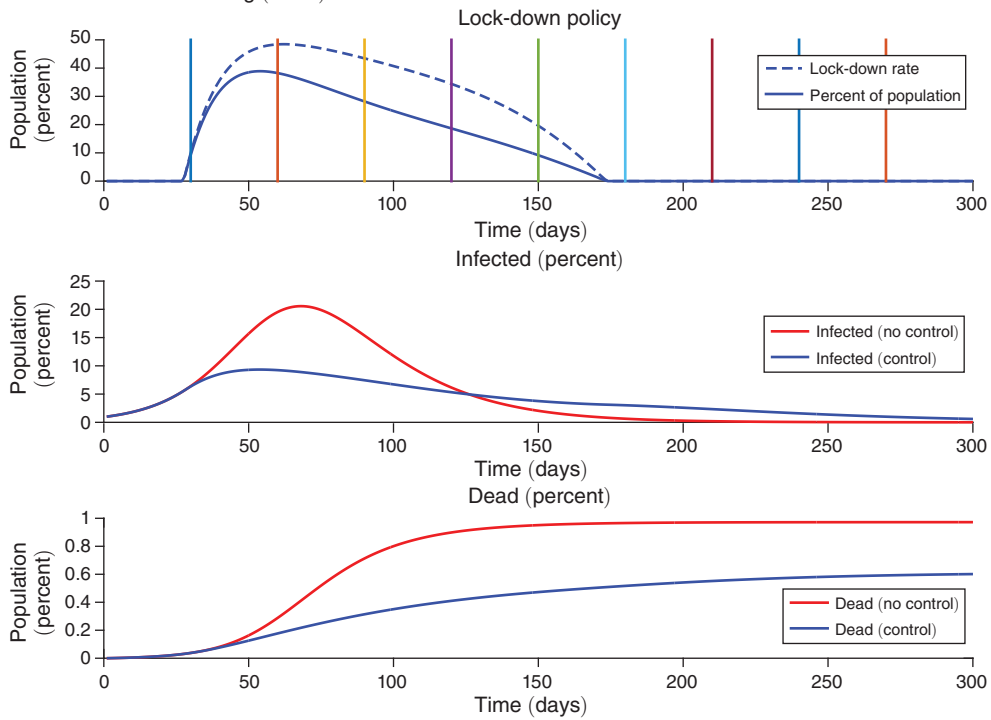 Lock-down policy
Population
(percent)
50
40
30
20
10
0
Lock-down rate
Percent of population
0
50
100
150
200
250
300
Time (days)
Infected (percent)
Population
(percent)
25
20
15
10
5
0
Infected (no control)
Infected (control)
0
50
100
150
200
250
300
Time (days)
Dead (percent)
Population
(percent)
1
0.8
0.6
0.4
0.2
0
Dead (no control)
Dead (control)
0
50
100
150
200
250
300
Time (days)